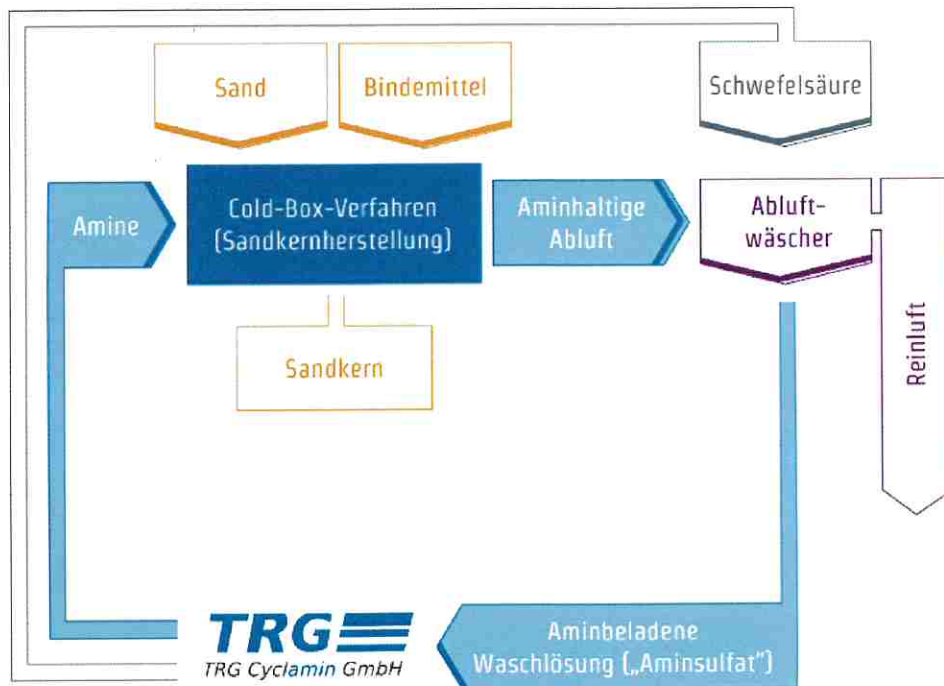 Sand
Bindemittel
Schwefelsäure
Amine
Cold-Box-Verfahren
(Sandkernherstellung)
Aminhaltige
Abluft
Abluft-
wäscher
Reinluft
Sandkern
TRG
TRG Cyclamin GmbH
Aminbeladene
Waschlösung („Aminsulfat")